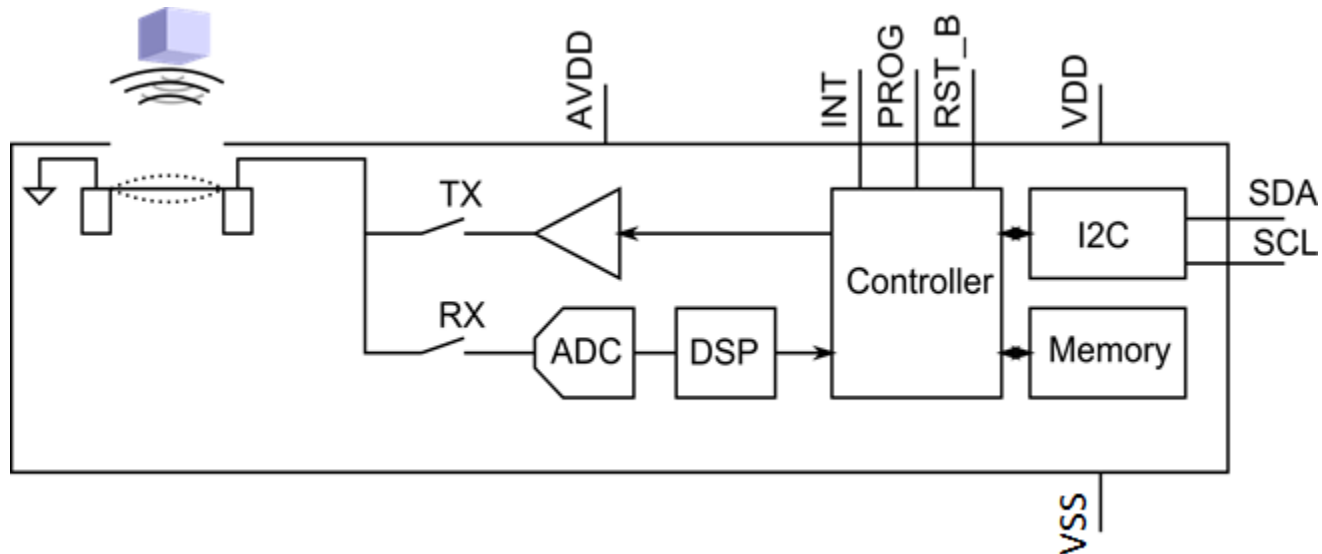 AVDD
INT
PROG
RST_B
VDD
TX
RX
ADC
DSP
Controller
I2C
Memory
SDA
SCL
VSS